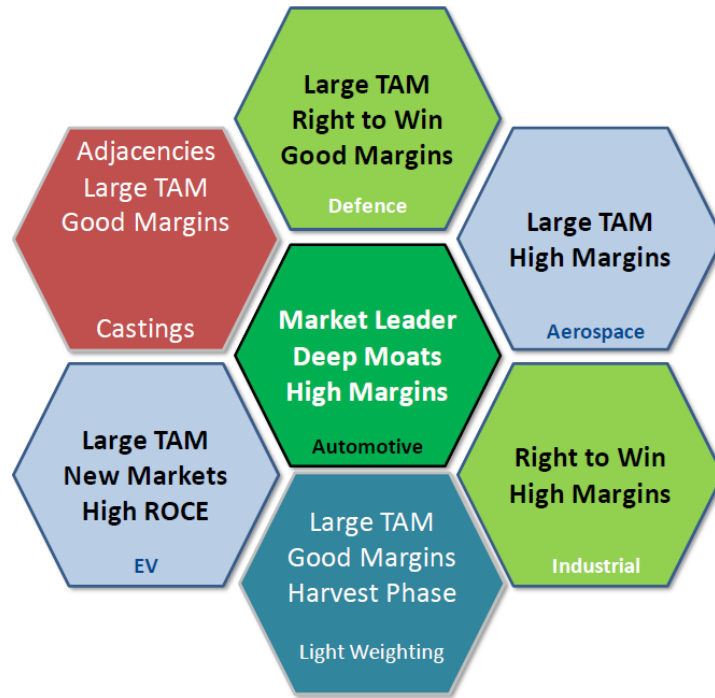 Large TAM
Right to Win
Good Margins
Defence
Adjacencies
Large TAM
Good Margins
Castings
Large TAM
High Margins
Aerospace
Market Leader
Deep Moats
High Margins
Automotive
Large TAM
New Markets
High ROCE
EV
Right to Win
High Margins
Industrial
Large TAM
Good Margins
Harvest Phase
Light Weighting